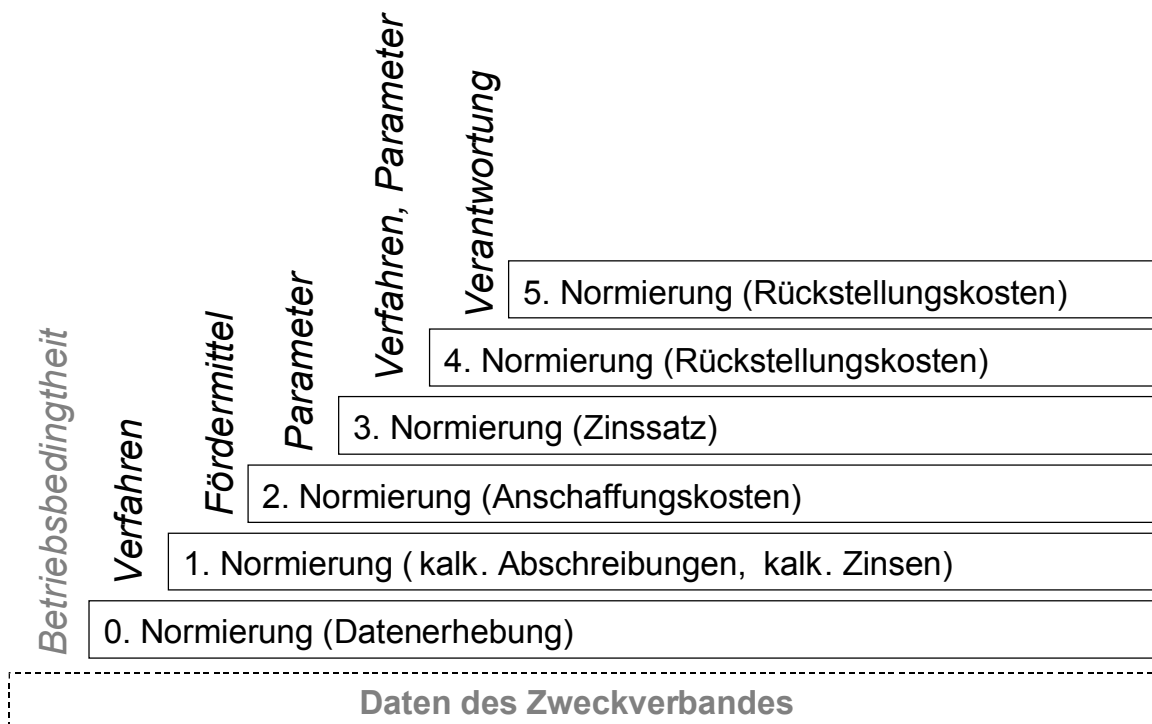 Verfahren, Parameter
Verantwortung
5. Normierung (Rückstellungskosten)
Parameter
4. Normierung (Rückstellungskosten)
Fördermittel
3. Normierung (Zinssatz)
Betriebsbedingtheit
Verfahren
2. Normierung (Anschaffungskosten)
1. Normierung (kalk. Abschreibungen, kalk. Zinsen)
0. Normierung (Datenerhebung)
Daten des Zweckverbandes